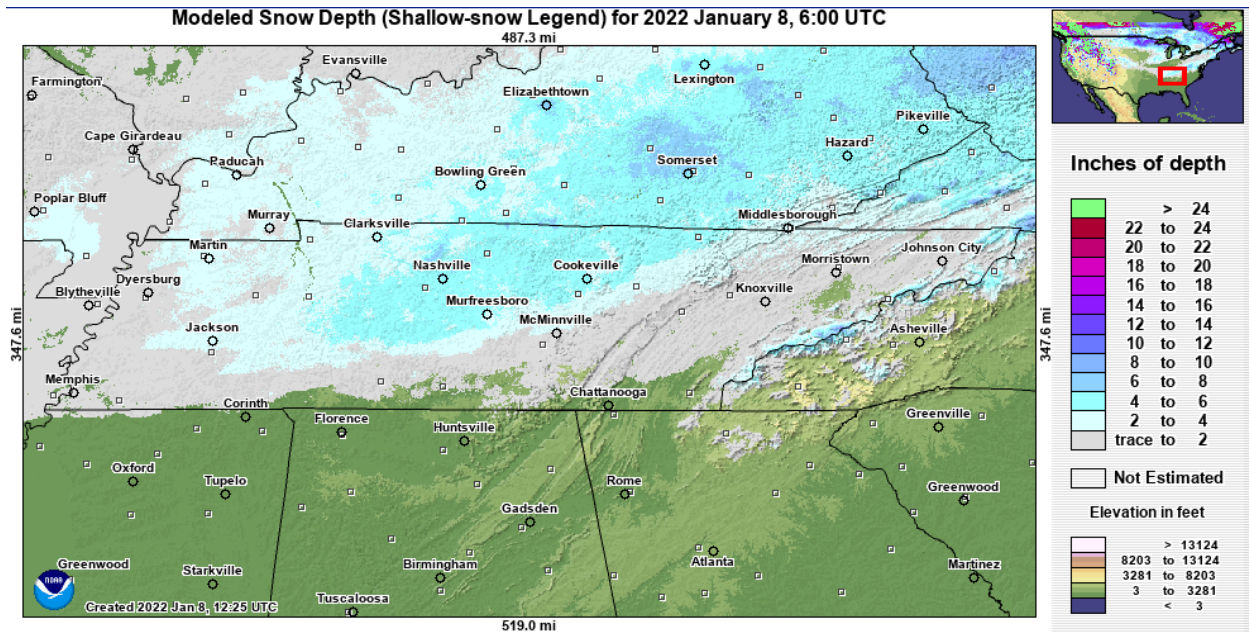 Modeled Snow Depth (Shallow-snow Legend) for 2022 January 8, 6:00 UTC
487.3 mi
Evansville
Farmington
Lexington
Elizabethtown
Pikeville
Cape Girardeau
Hazard
Paducah
Somerset
Bowling Green
Poplar Bluff
Murray
Clarksville
Middlesborough
Martin
Johnson City
Nashville
Cookeville
Morristown
Dyersburg
Knoxville
Blytheville
Murfreesboro
McMinnville
Jackson
Asheville
347.6 mi
347.6 mi
Memphis
Chattanooga
Corinth
Florence
Huntsville
Greenville
Oxford
Tupelo
Rome
Greenwood
Gadsden
Greenwood
Starkville
Birmingham
Atlanta
Martinez
Tuscaloosa
NOAA
Created 2022 Jan 8, 12:25 UTC
519.0 mi
Inches of depth
> 24
22 to 24
20 to 22
18 to 20
16 to 18
14 to 16
12 to 14
10 to 12
8 to 10
6 to 8
4 to 6
2 to 4
trace to 2
Not Estimated
Elevation in feet
> 13124
8203 to 13124
3281 to 8203
3 to 3281
< 3